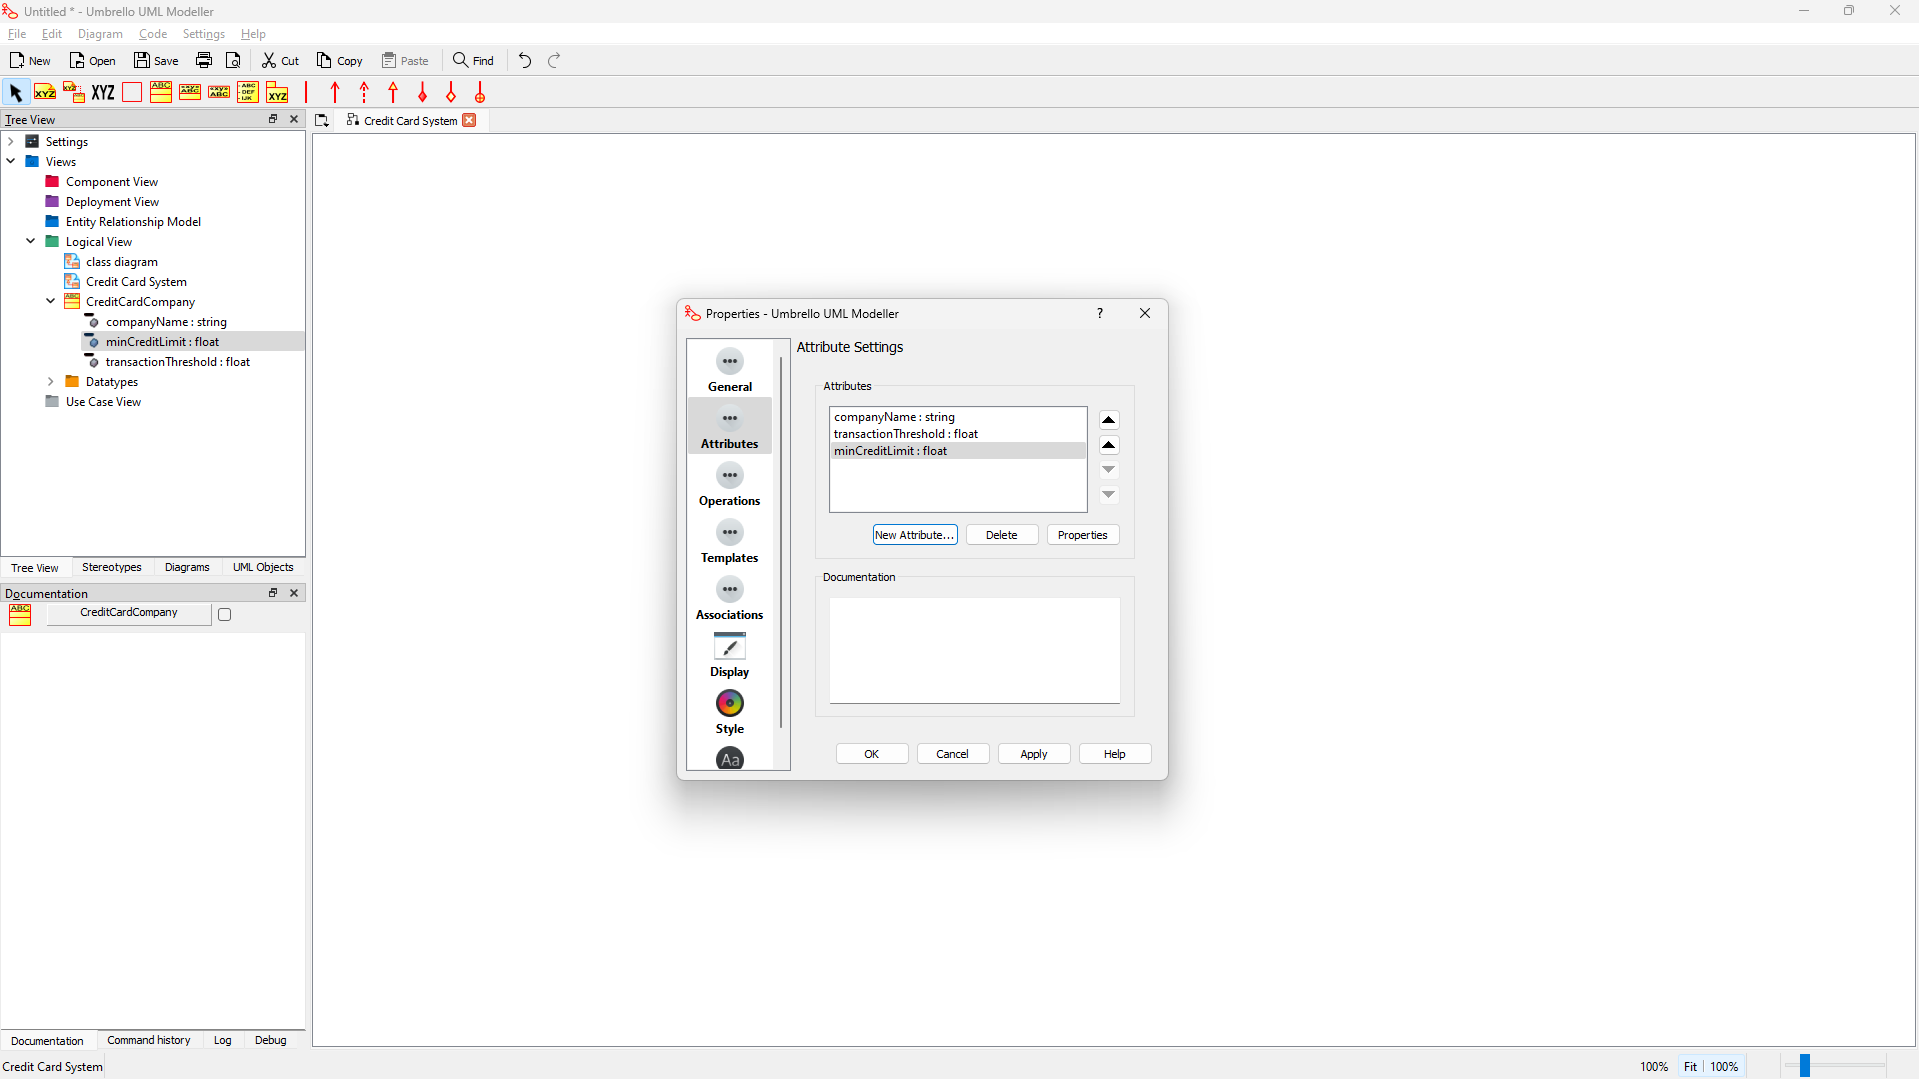 Untitled * - Umbrello UML Modeller
File Edit Diagram Code Settings Help
New Open Save Cut Copy Paste Find
XYZ
Tree View
Credit Card System
Settings
Views
Component View
Deployment View
Entity Relationship Model
Logical View
class diagram
Credit Card System
CreditCardCompany
companyName : string
minCreditLimit : float
transactionThreshold : float
Datatypes
Use Case View
Tree View Stereotypes Diagrams UML Objects
Documentation
CreditCardCompany
Documentation Command history Log Debug
Credit Card System
100% Fit 100%
Properties - Umbrello UML Modeller
?
General
Attributes
Operations
Templates
Associations
Display
Style
Aa
Attribute Settings
Attributes
companyName : string
transactionThreshold : float
minCreditLimit : float
New Attribute... Delete Properties
Documentation
OK Cancel Apply Help